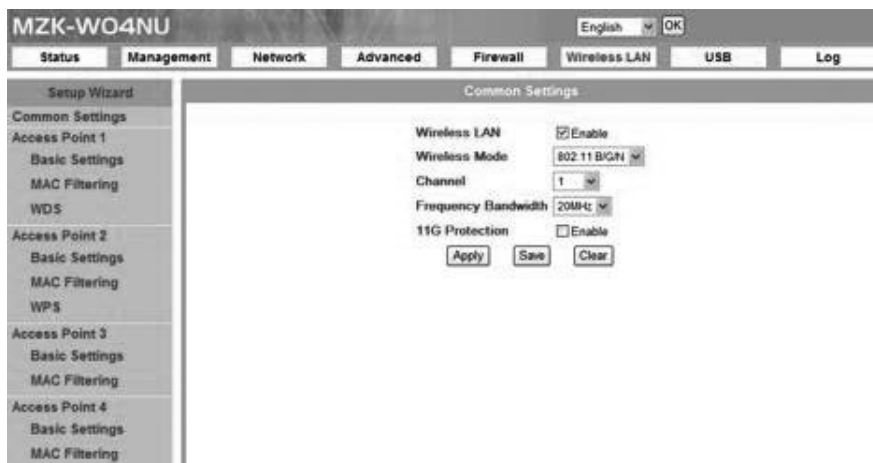 MZK-WO4NU
English OK
Status Management Network Advanced Firewall Wireless LAN USB Log
Setup Wizard
Common Settings
Access Point 1
Basic Settings
MAC Filtering
WDS
Access Point 2
Basic Settings
MAC Filtering
WPS
Access Point 3
Basic Settings
MAC Filtering
Access Point 4
Basic Settings
MAC Filtering
Common Settings
Wireless LAN Enable
Wireless Mode 802.11 B/G/N
Channel 1
Frequency Bandwidth 20MHz
11G Protection Enable
Apply Save Clear